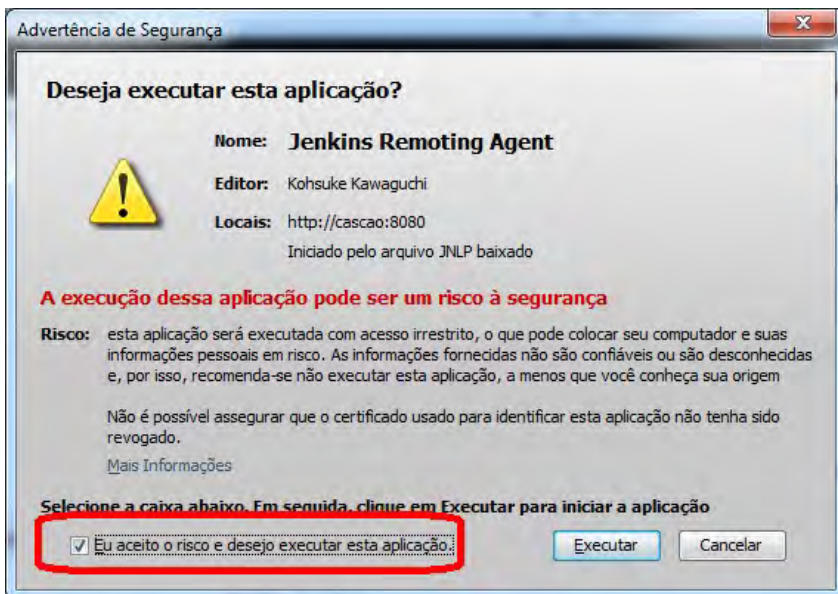 Advertência de Segurança
Deseja executar esta aplicação?
Nome: Jenkins Remoting Agent
Editor: Kohsuke Kawaguchi
Locais: http://cascao:8080
Iniciado pelo arquivo JNLP baixado
A execução dessa aplicação pode ser um risco à segurança
Risco: esta aplicação será executada com acesso irrestrito, o que pode colocar seu computador e suas
informações pessoais em risco. As informações fornecidas não são confiáveis ou são desconhecidas
e, por isso, recomenda-se não executar esta aplicação, a menos que você conheça sua origem
Não é possível assegurar que o certificado usado para identificar esta aplicação não tenha sido
revogado.
Mais Informações
Selecione a caixa abaixo. Em seguida, clique em Executar para iniciar a aplicação
Eu aceito o risco e desejo executar esta aplicação.
Executar
Cancelar